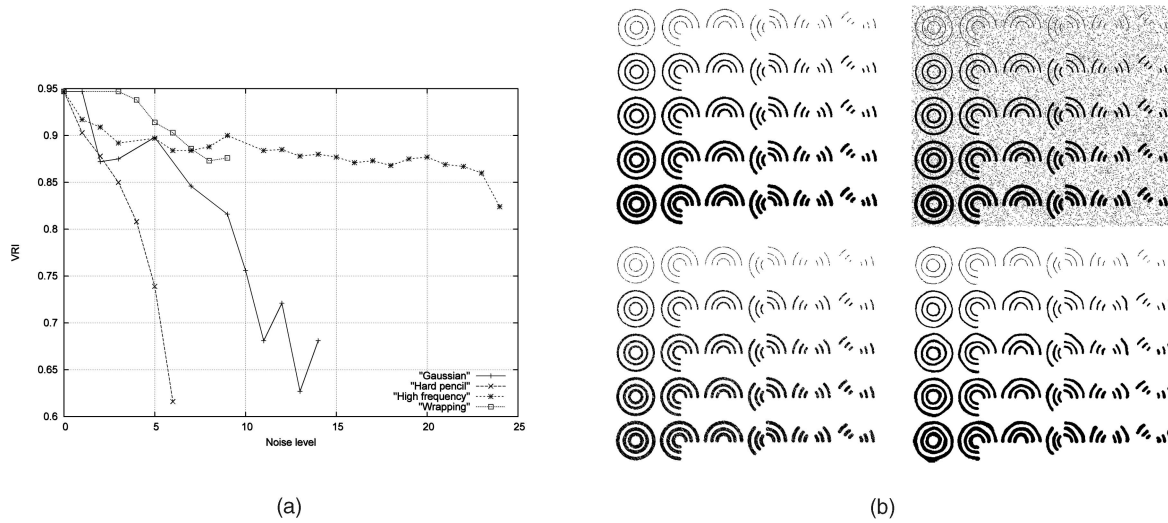 VRI
0.95
0.9
0.85
0.8
0.75
0.7
0.65
0.6
0
5
10
15
20
25
Noise level
"Gaussian"
"Hard pencil"
"High frequency"
"Wrapping"
(a)
(b)